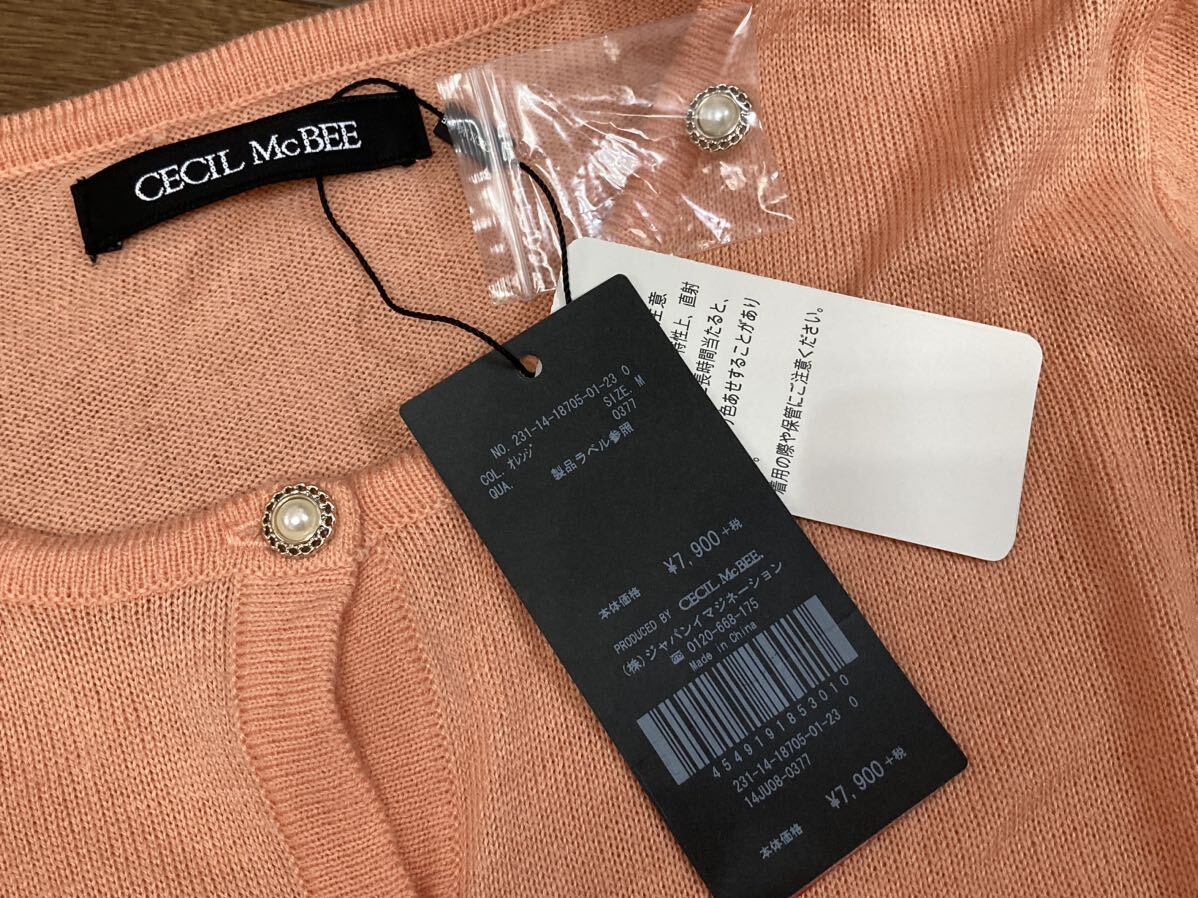 CECIL McBEE
NO. 231-14-18705-01-23 0
SIZE. M
COL. オレンジ 0377
QUA. 製品ラベル参照
本体価格 ¥7,900+税
PRODUCED BY CECIL McBEE.
(株)ジャパンイマジネーション
0120-668-175
Made in China
4549191853010
231-14-18705-01-23 0
14JU08-0377
本体価格 ¥7,900+税
意
特性上、直射
長時間当たると、
色あせすることがあり
。
着用の際や保管にご注意ください。